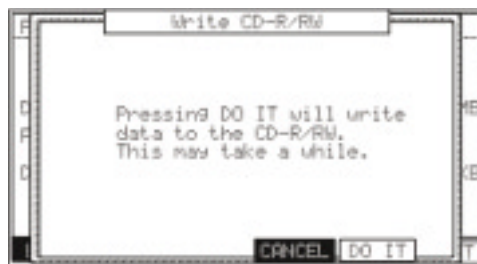 Write CD-R/RW
Pressing DO IT will write
data to the CD-R/RW.
This may take a while.
CANCEL DO IT